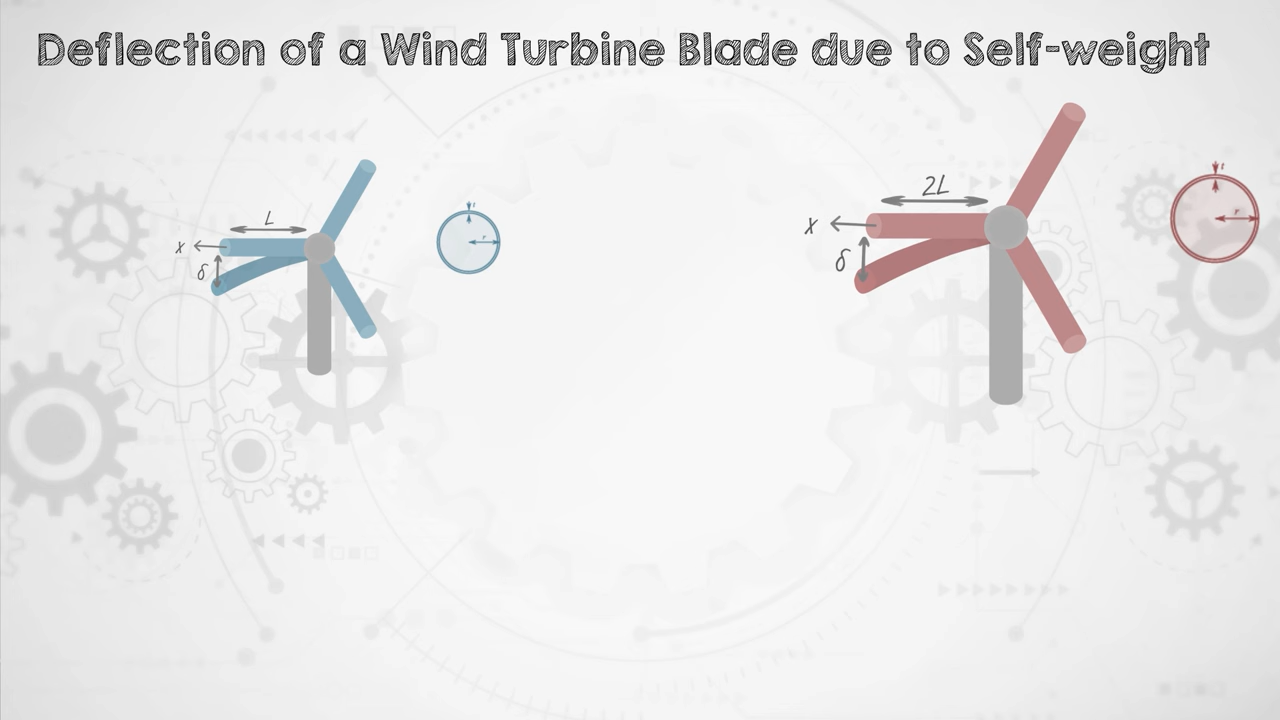 Deflection of a Wind Turbine Blade due to Self-weight
L
x
δ
t
r
2L
x
δ
t
r